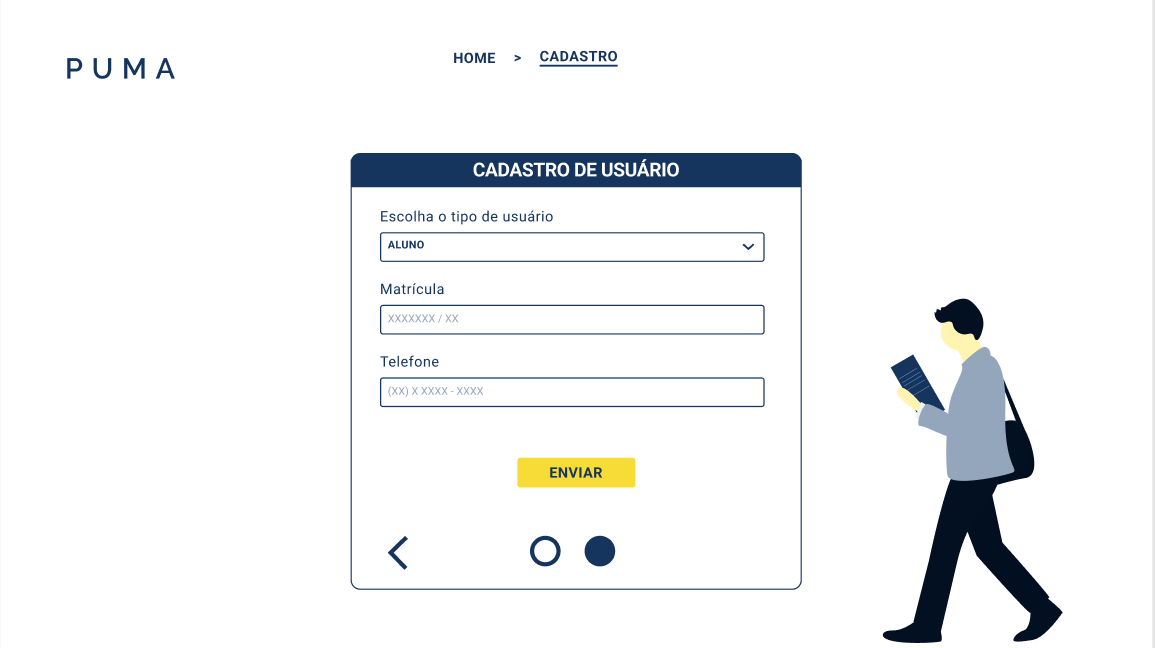 PUMA
HOME > CADASTRO
CADASTRO DE USUÁRIO
Escolha o tipo de usuário
ALUNO
Matrícula
XXXXXXX / XX
Telefone
(XX) X XXXX - XXXX
ENVIAR